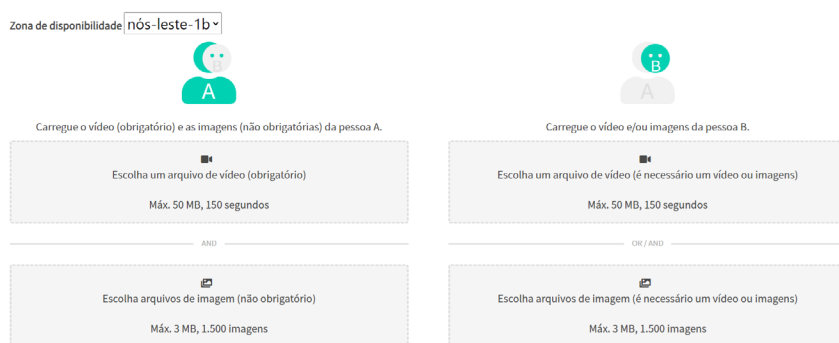 Zona de disponibilidade nós-leste-1b
B
A
Carregue o vídeo (obrigatório) e as imagens (não obrigatórias) da pessoa A.
Escolha um arquivo de vídeo (obrigatório)
Máx. 50 MB, 150 segundos
AND
Escolha arquivos de imagem (não obrigatório)
Máx. 3 MB, 1.500 imagens
B
A
Carregue o vídeo e/ou imagens da pessoa B.
Escolha um arquivo de vídeo (é necessário um vídeo ou imagens)
Máx. 50 MB, 150 segundos
OR / AND
Escolha arquivos de imagem (é necessário um vídeo ou imagens)
Máx. 3 MB, 1.500 imagens